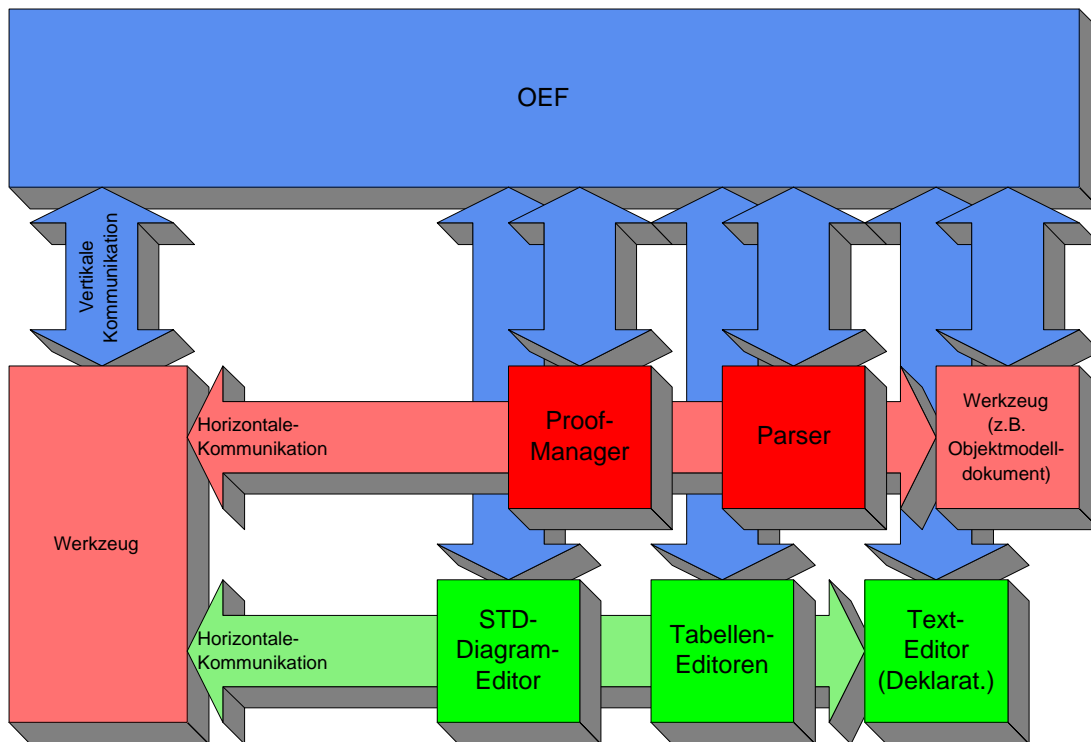 OEF
Vertikale
Kommunikation
Horizontale-
Kommunikation
Proof-
Manager
Parser
Werkzeug
(z.B.
Objektmodell-
dokument)
Werkzeug
Horizontale-
Kommunikation
STD-
Diagram-
Editor
Tabellen-
Editoren
Text-
Editor
(Deklarat.)